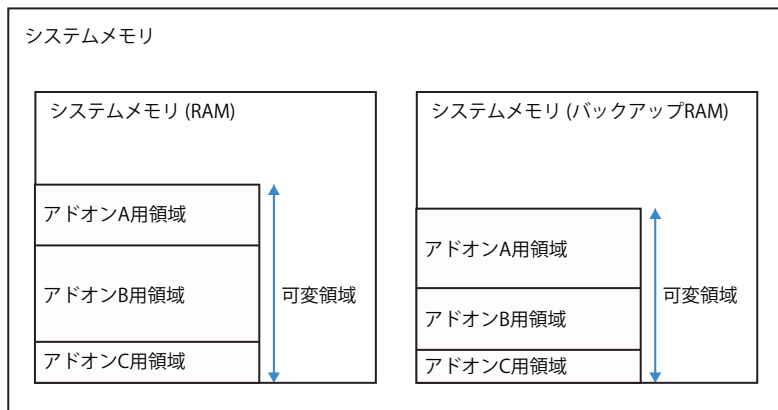 システムメモリ
システムメモリ (RAM)
アドオンA用領域
アドオンB用領域
アドオンC用領域
可変領域
システムメモリ (バックアップRAM)
アドオンA用領域
アドオンB用領域
アドオンC用領域
可変領域